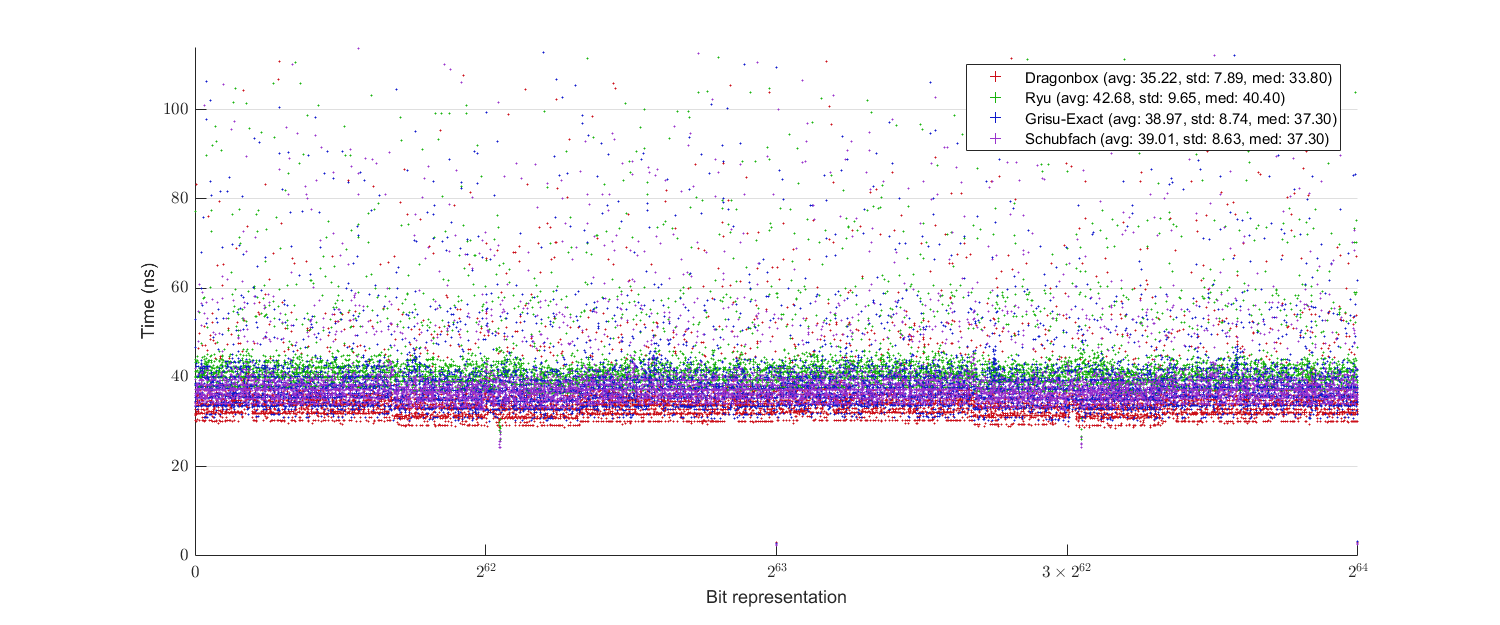 Dragonbox (avg: 35.22, std: 7.89, med: 33.80)
Ryu (avg: 42.68, std: 9.65, med: 40.40)
Grisu-Exact (avg: 38.97, std: 8.74, med: 37.30)
Schubfach (avg: 39.01, std: 8.63, med: 37.30)
100
80
60
40
20
0
Time (ns)
0 2^62 2^63 3 × 2^62 2^64
Bit representation